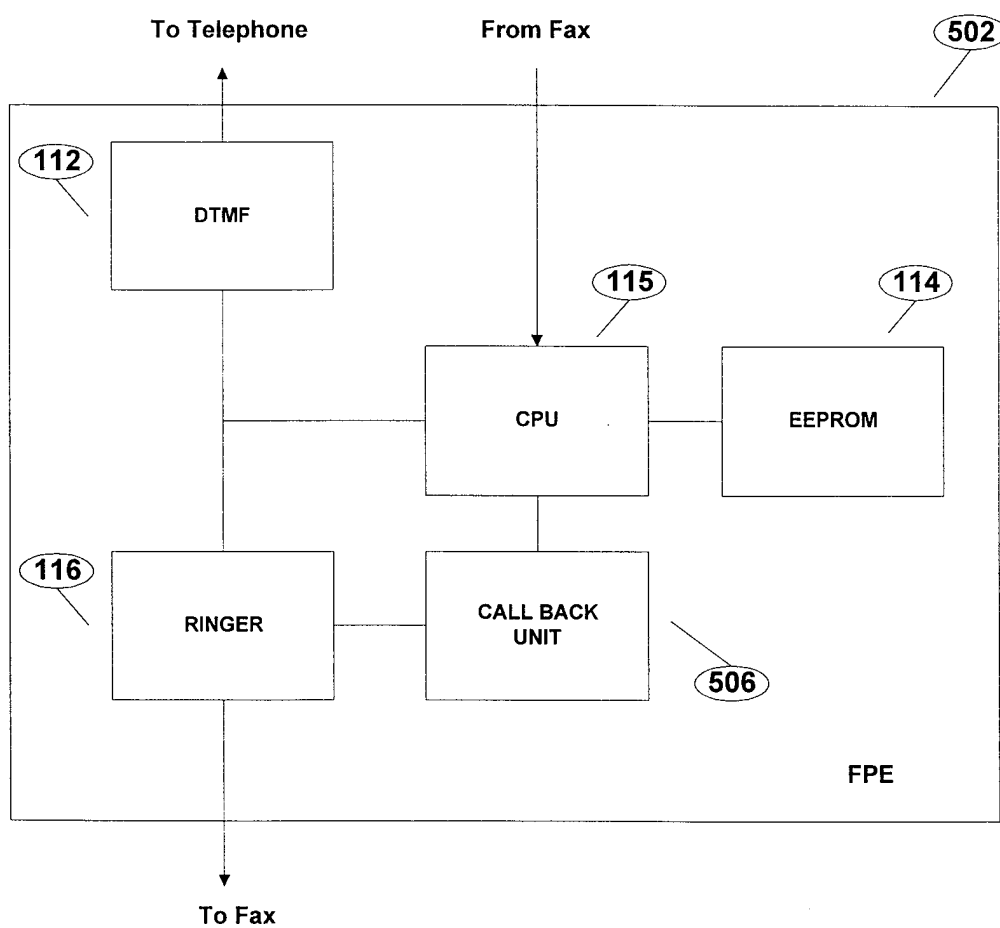 To Telephone
From Fax
502
112
DTMF
115
114
CPU
EEPROM
116
RINGER
CALL BACK
UNIT
506
FPE
To Fax